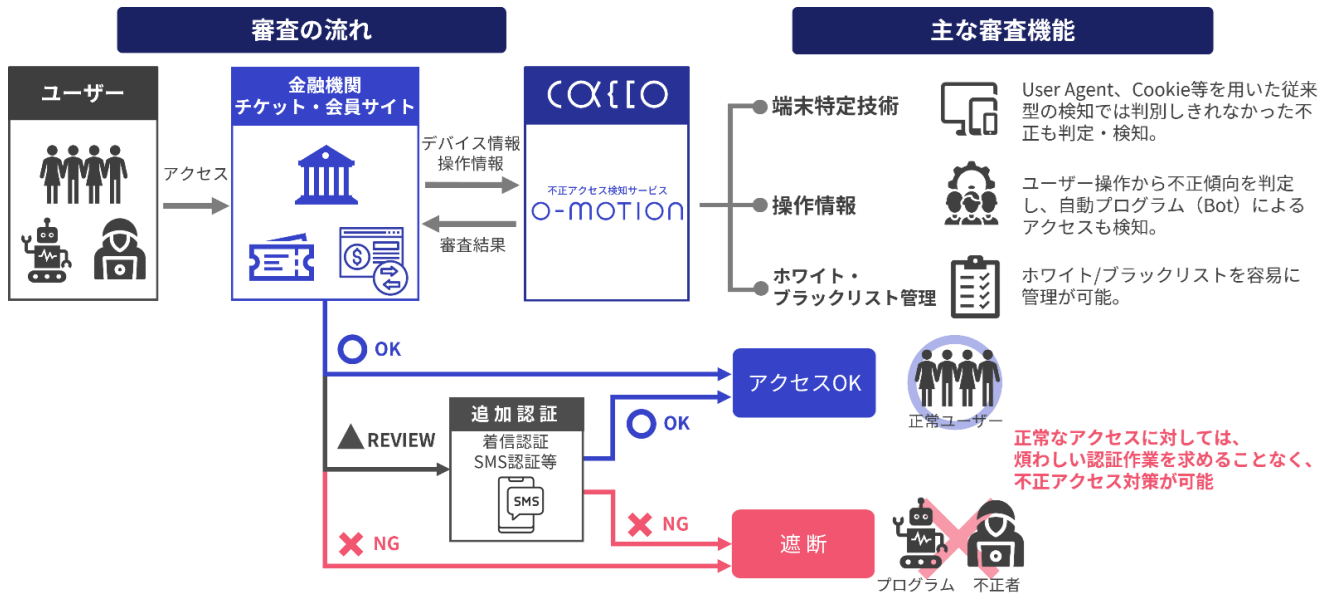 審査の流れ
主な審査機能
ユーザー
金融機関
チケット・会員サイト
CACCO
アクセス
デバイス情報
操作情報
審査結果
不正アクセス検知サービス
O-MOTION
端末特定技術
User Agent、Cookie等を用いた従来
型の検知では判別しきれなかった不
正も判定・検知。
操作情報
ユーザー操作から不正傾向を判定
し、自動プログラム（Bot）による
アクセスも検知。
ホワイト・
ブラックリスト管理
ホワイト/ブラックリストを容易に
管理が可能。
OK
アクセスOK
正常ユーザー
REVIEW
追加認証
着信認証
SMS認証等
SMS
OK
正常なアクセスに対しては、
煩わしい認証作業を求めることなく、
不正アクセス対策が可能
NG
NG
遮断
プログラム
不正者